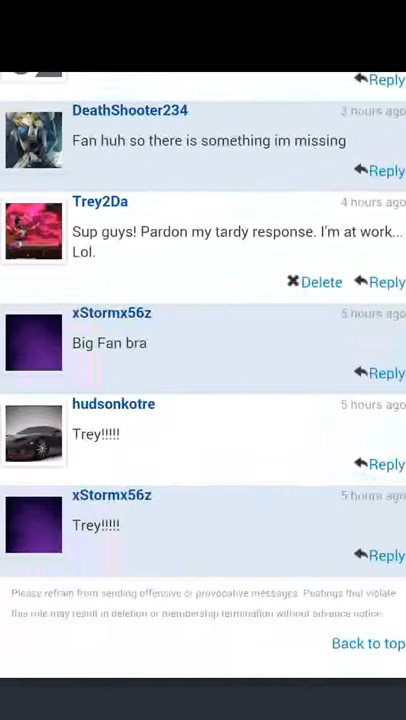 Reply
DeathShooter234 3 hours ago
Fan huh so there is something im missing
Reply
Trey2Da 4 hours ago
Sup guys! Pardon my tardy response. I'm at work...
Lol.
Delete Reply
xStormx56z 5 hours ago
Big Fan bra
Reply
hudsonkotre 5 hours ago
Trey!!!!!
Reply
xStormx56z 5 hours ago
Trey!!!!!
Reply
Please refrain from sending offensive or provocative messages. Postings that violate
this rule may result in deletion or membership termination without advance notice.
Back to top